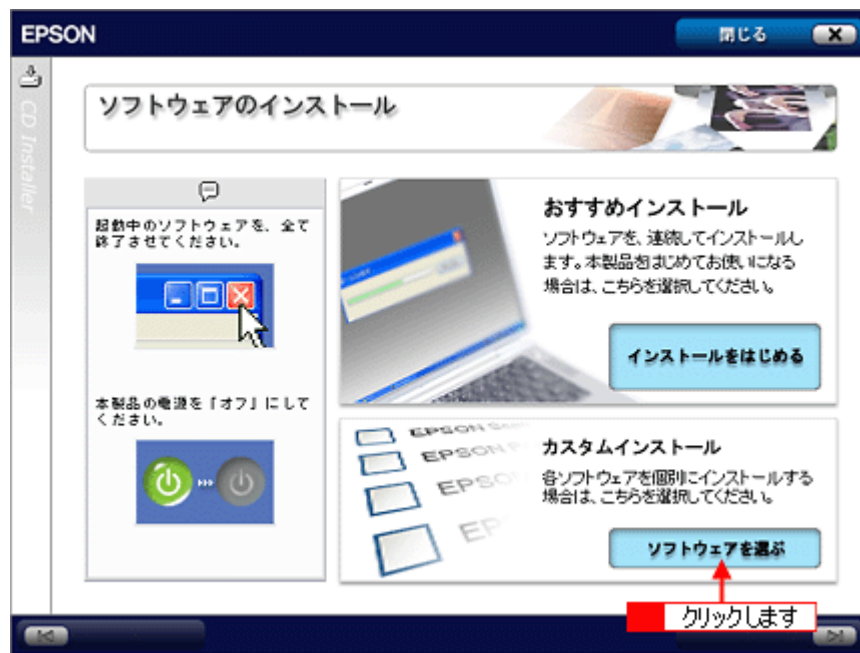 EPSON
閉じる
CD Installer
ソフトウェアのインストール
起動中のソフトウェアを、全て
終了させてください。
本製品の電源を「オフ」にして
ください。
おすすめインストール
ソフトウェアを、連続してインストールし
ます。本製品をはじめてお使いになる
場合は、こちらを選択してください。
インストールをはじめる
EPSON
EPSON
EPSO
EP
カスタムインストール
各ソフトウェアを個別にインストールする
場合は、こちらを選択してください。
ソフトウェアを選ぶ
クリックします